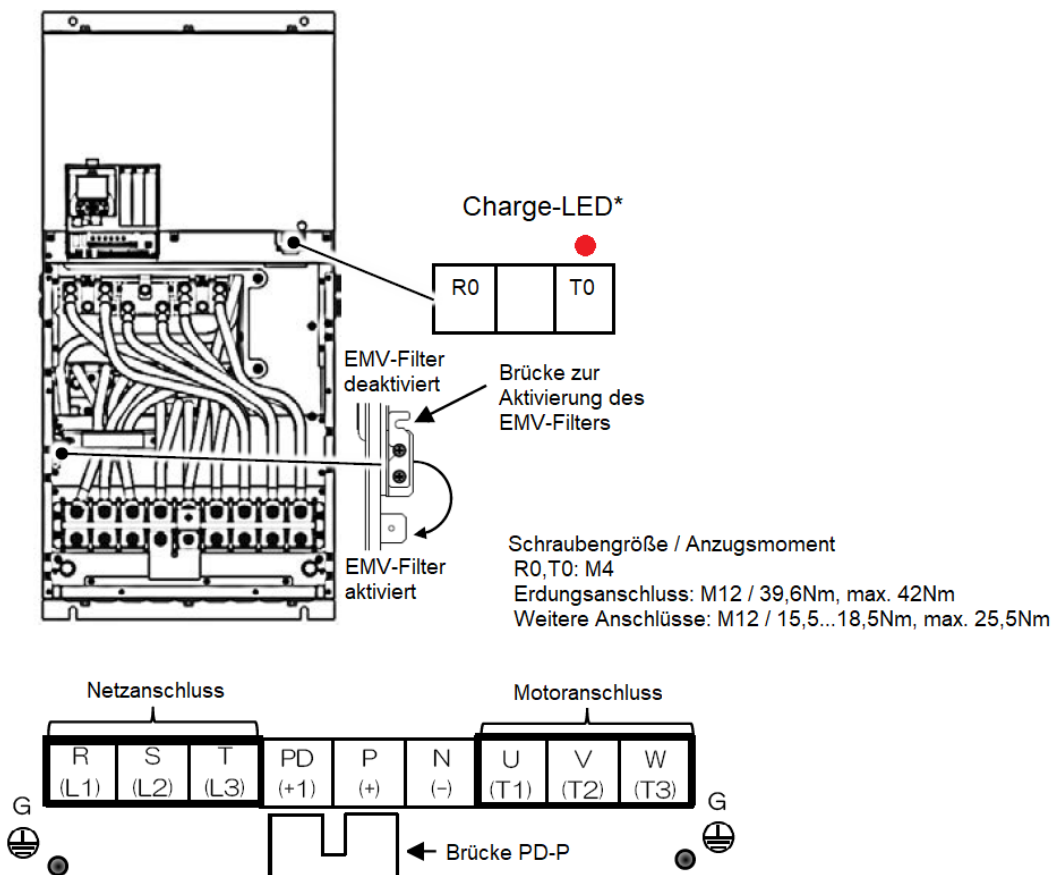 Charge-LED*
R0 T0
EMV-Filter
deaktiviert
Brücke zur
Aktivierung des
EMV-Filters
EMV-Filter
aktiviert
Schraubengröße / Anzugsmoment
R0,T0: M4
Erdungsanschluss: M12 / 39,6Nm, max. 42Nm
Weitere Anschlüsse: M12 / 15,5...18,5Nm, max. 25,5Nm
Netzanschluss
Motoranschluss
R S T PD P N U V W
(L1) (L2) (L3) (+1) (+) (-) (T1) (T2) (T3)
G G
Brücke PD-P